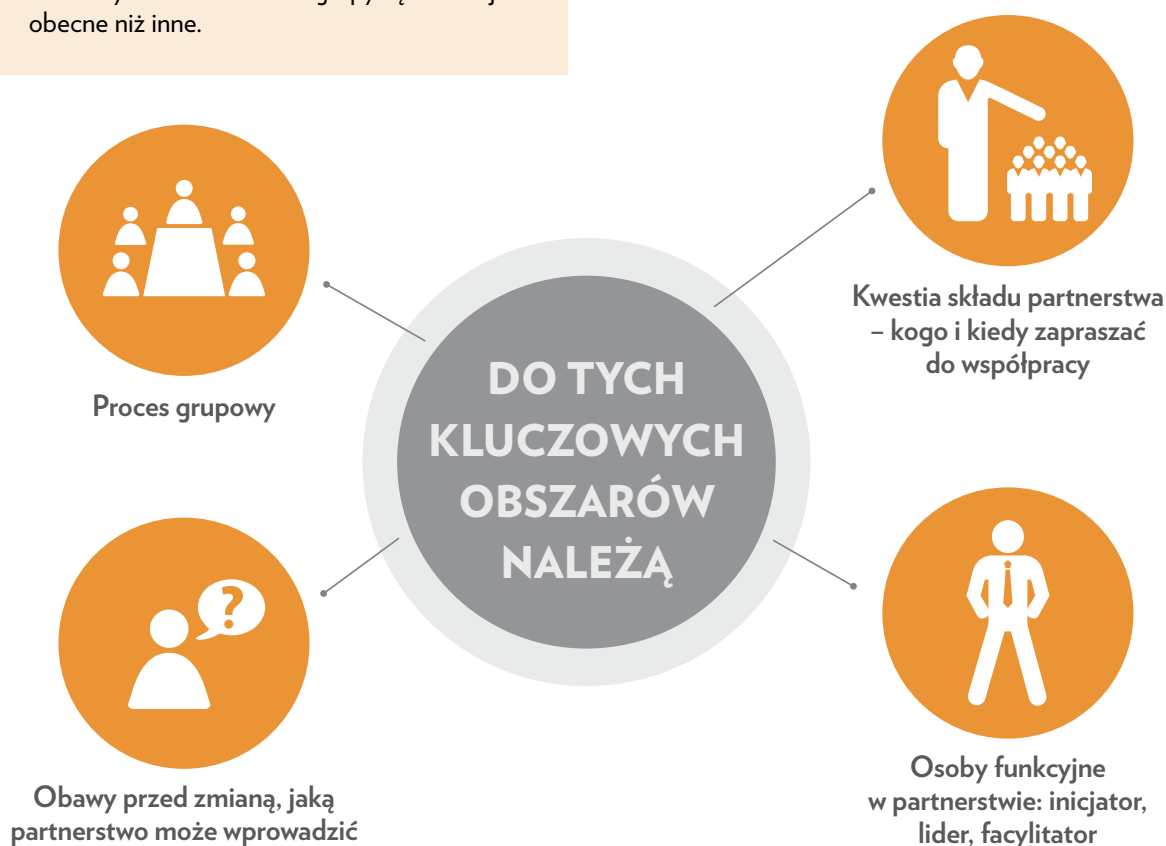 obecne niż inne.
Proces grupowy
Kwestia składu partnerstwa
– kogo i kiedy zapraszać
do współpracy
DO TYCH
KLUCZOWYCH
OBSZARÓW
NALEŻĄ
?
Obawy przed zmianą, jaką
partnerstwo może wprowadzić
Osoby funkcyjne
w partnerstwie: inicjator,
lider, facylitator